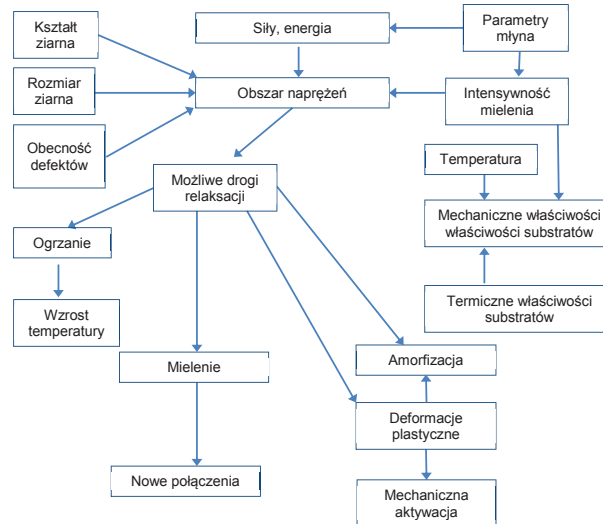 Kształt
ziarna
Siły, energia
Parametry
młyna
Rozmiar
ziarna
Obszar naprężeń
Intensywność
mielenia
Obecność
defektów
Temperatura
Możliwe drogi
relaksacji
Mechaniczne właściwości
właściwości substratów
Ogrzanie
Wzrost
temperatury
Termiczne właściwości
substratów
Mielenie
Amorfizacja
Deformacje
plastyczne
Nowe połączenia
Mechaniczna
aktywacja